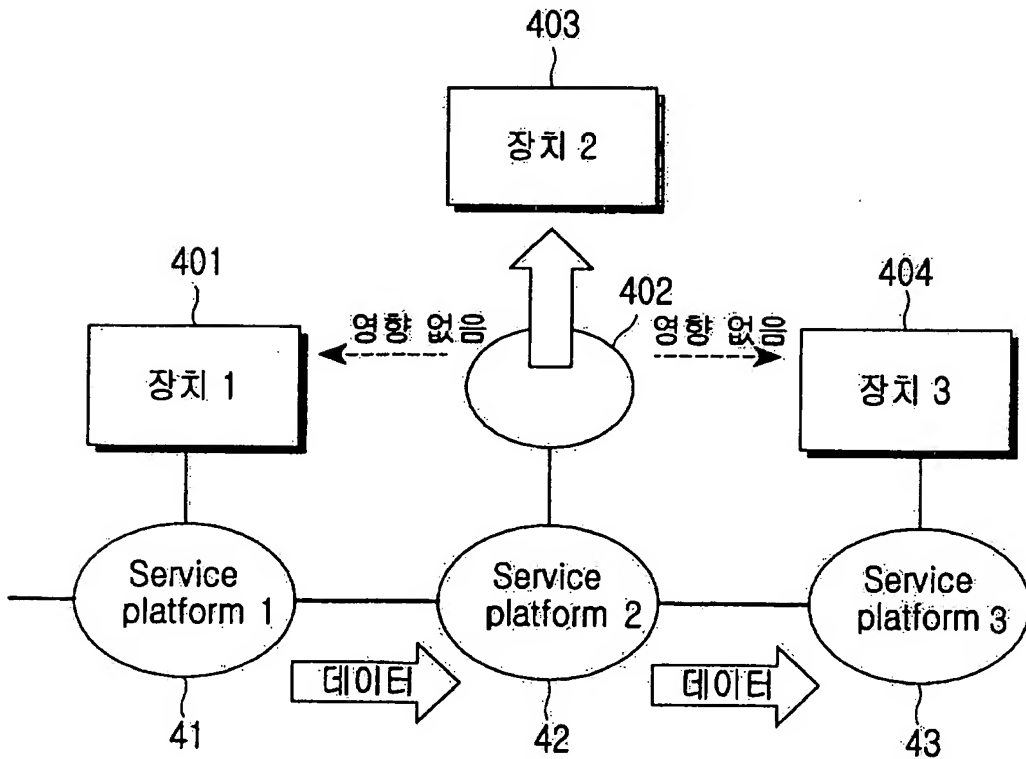 403
장치 2
401
402
404
영향 없음
영향 없음
장치 1
장치 3
Service
platform 1
Service
platform 2
Service
platform 3
데이터
데이터
41
42
43